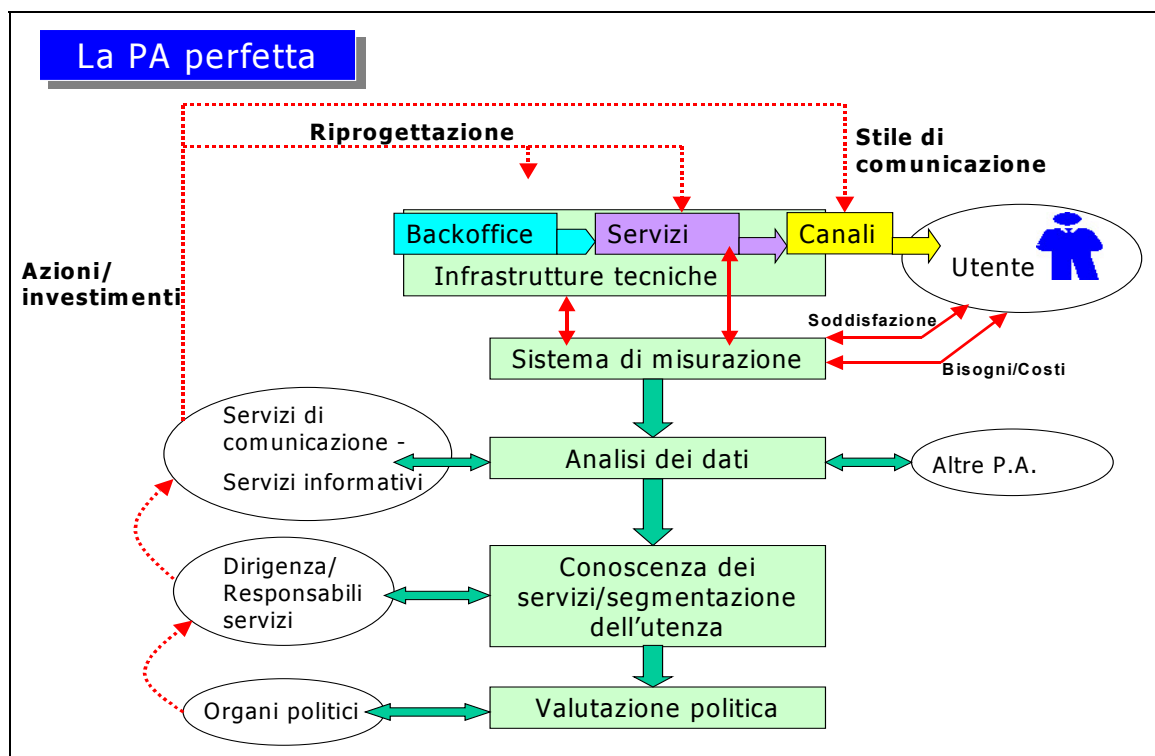 La PA perfetta
Riprogettazione
Stile di
comunicazione
Backoffice
Servizi
Canali
Infrastrutture tecniche
Utente
Azioni/
investimenti
Soddisfazione
Sistema di misurazione
Bisogni/Costi
Servizi di
comunicazione -
Servizi informativi
Analisi dei dati
Altre P.A.
Dirigenza/
Responsabili
servizi
Conoscenza dei
servizi/segmentazione
dell'utenza
Organi politici
Valutazione politica